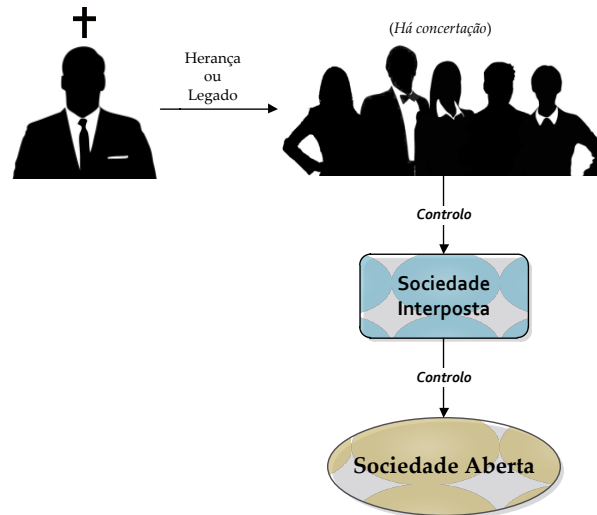 (Há concertação)
Herança
ou
Legado
Controlo
Sociedade
Interposta
Controlo
Sociedade Aberta